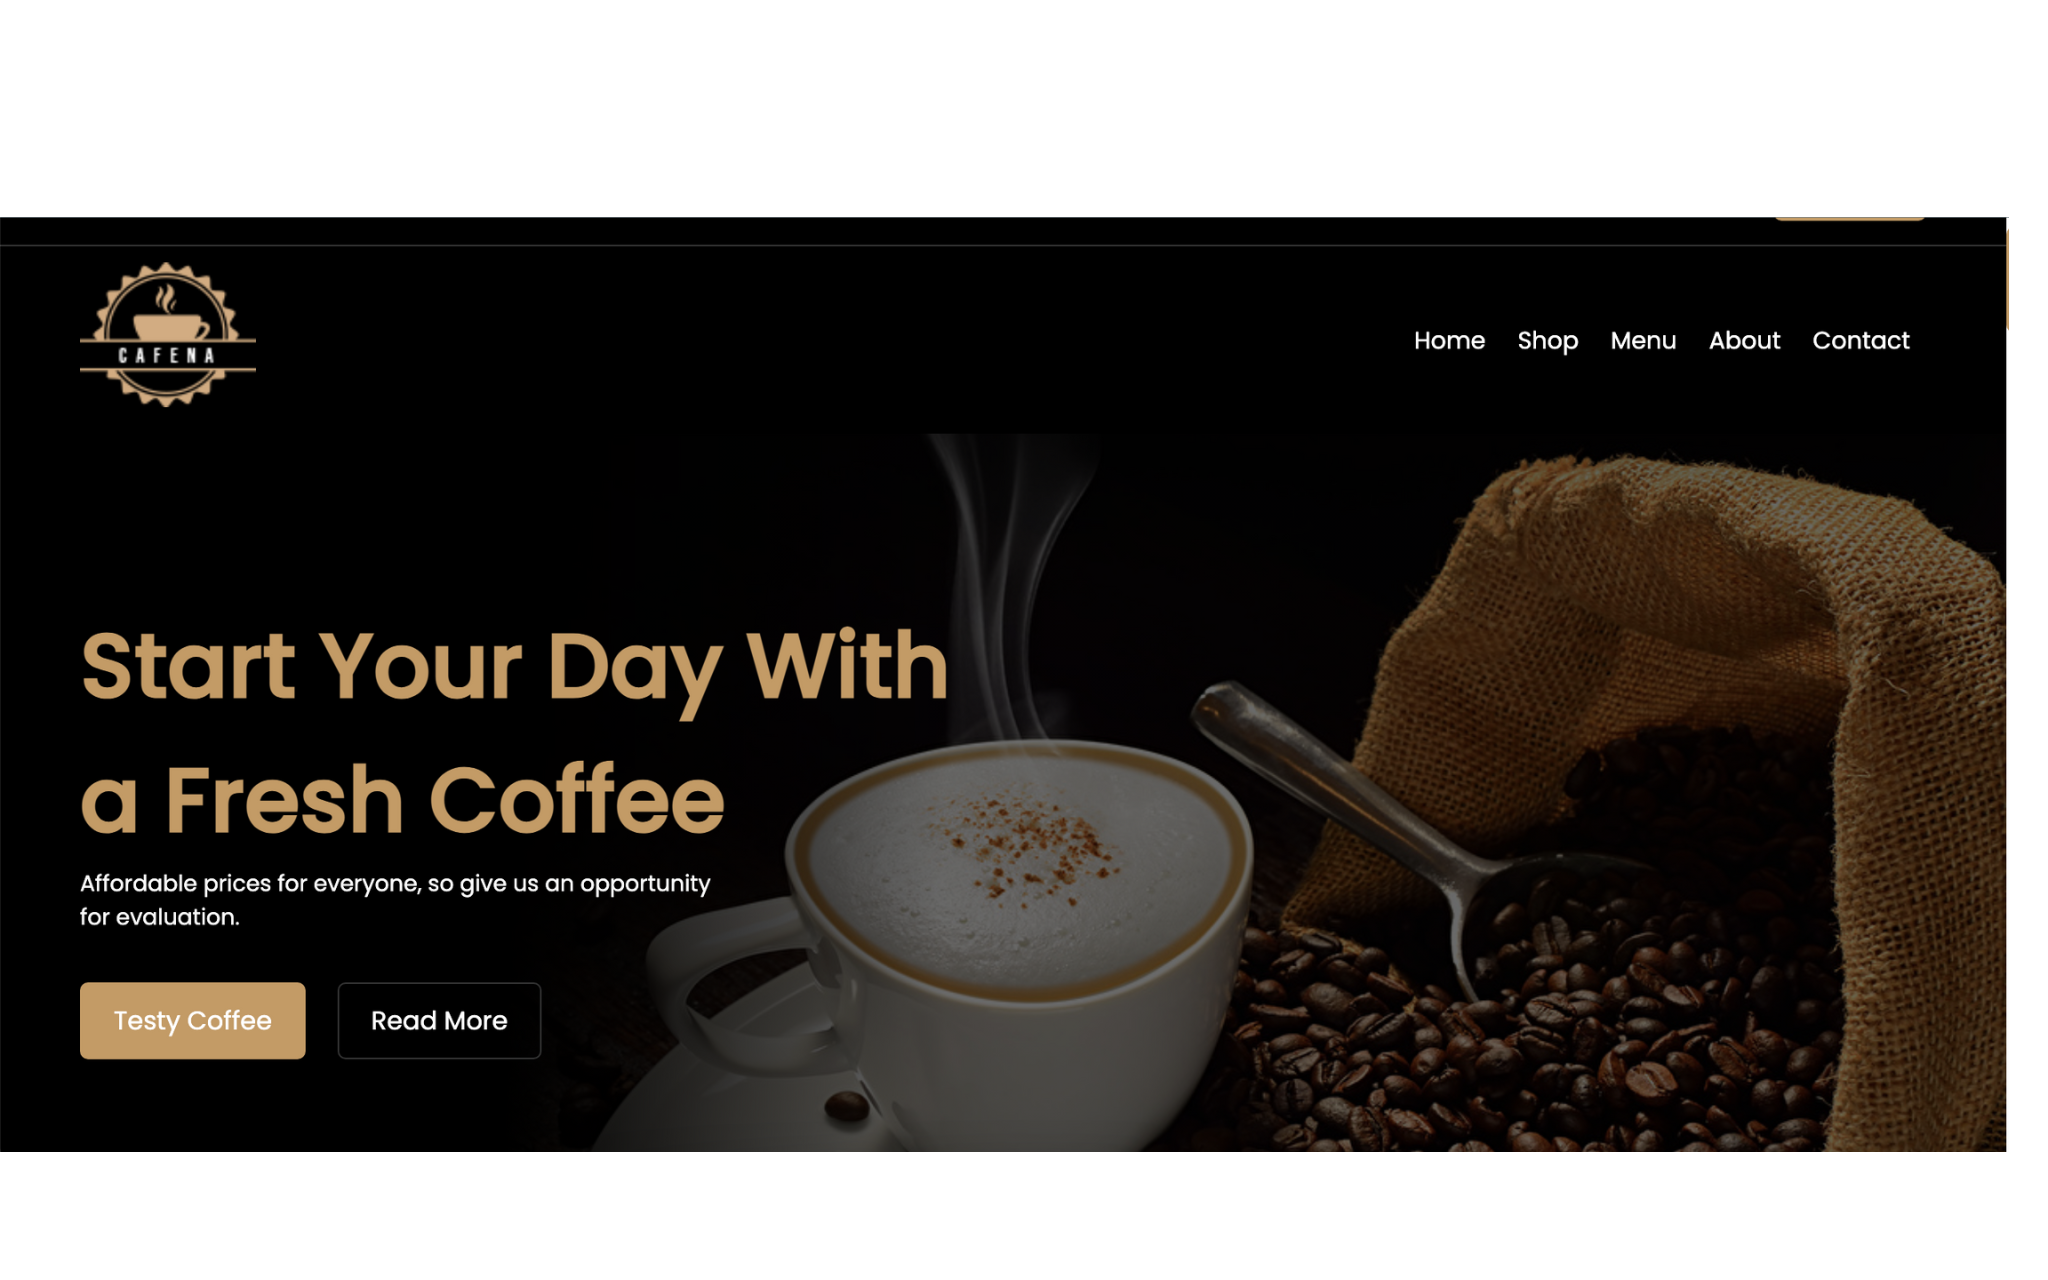 CAFENA
Home Shop Menu About Contact
Start Your Day With
a Fresh Coffee
Affordable prices for everyone, so give us an opportunity
for evaluation.
Testy Coffee Read More